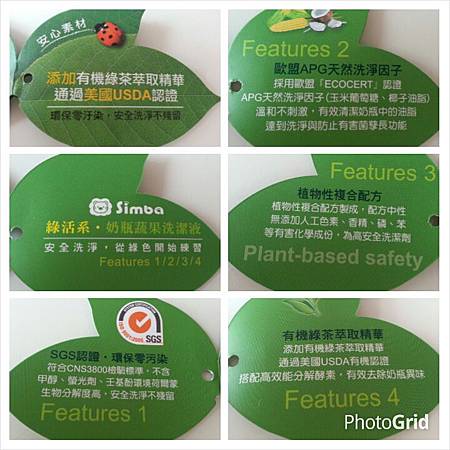 安心素材
添加有機綠茶萃取精華
通過美國USDA認證
環保零汙染，安全洗淨不殘留
Features 2
歐盟APG天然洗淨因子
採用歐盟「ECOCERT」認證
APG天然洗淨因子(玉米葡萄糖、椰子油脂)
溫和不刺激，有效清潔奶瓶中的油脂
達到洗淨與防止有害菌孳長功能
Simba
綠活系・奶瓶蔬果洗潔液
安全洗淨，從綠色開始練習
Features 1/2/3/4
Features 3
植物性複合配方
植物性複合配方製成，配方中性
無添加人工色素、香精、磷、苯
等有害化學成份，為高安全洗潔劑
Plant-based safety
SGS
SGS認證・環保零污染
符合CNS3800檢驗標準，不含
甲醇、螢光劑、壬基酚環境荷爾蒙
生物分解度高，安全洗淨不殘留
Features 1
有機綠茶萃取精華
添加有機綠茶萃取精華
通過美國USDA有機認證
搭配高效能分解酵素，有效去除奶瓶異味
Features 4
PhotoGrid